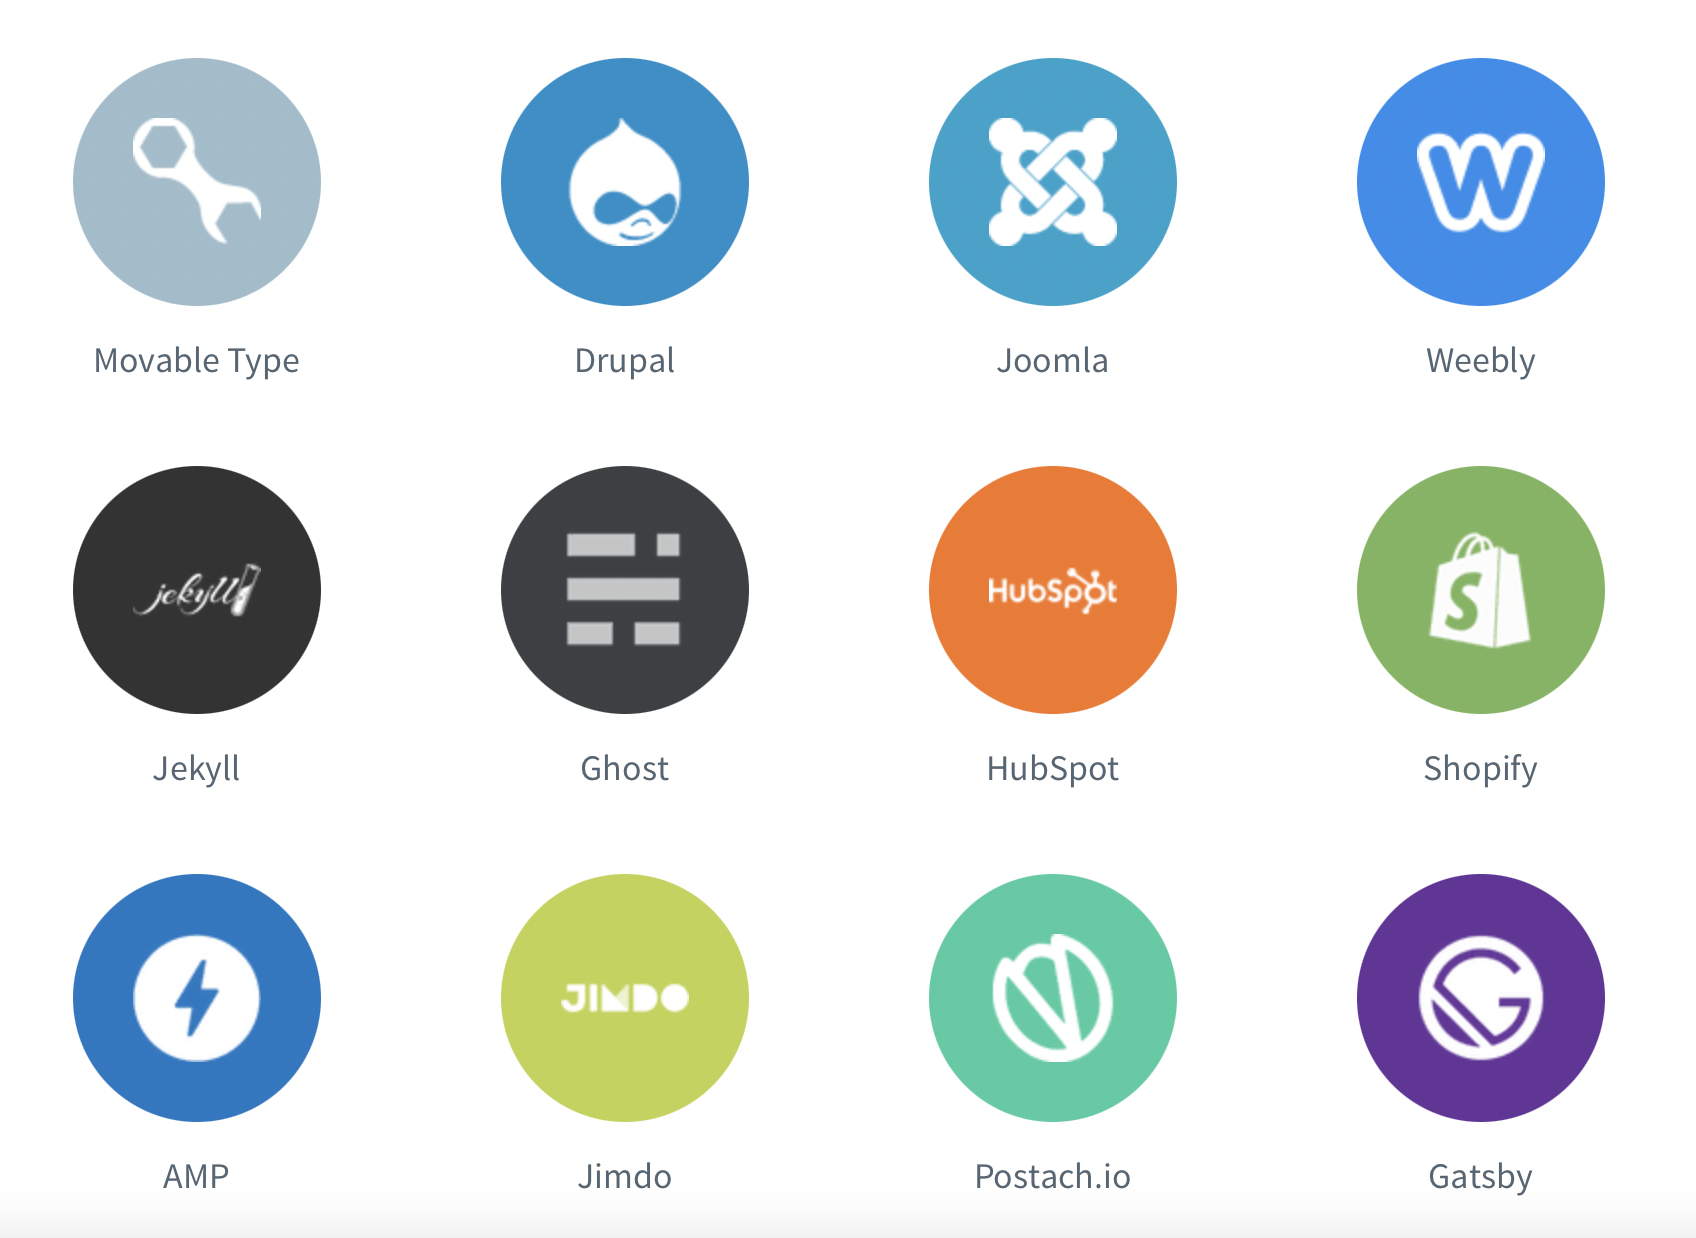 Movable Type
Drupal
Joomla
Weebly
jekyll
HubSpot
S
Jekyll
Ghost
HubSpot
Shopify
JIMDO
AMP
Jimdo
Postach.io
Gatsby